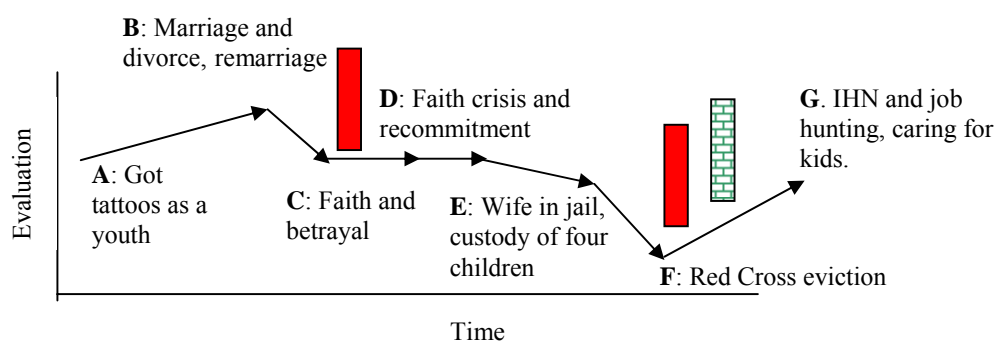 B: Marriage and
divorce, remarriage
D: Faith crisis and
recommitment
G. IHN and job
hunting, caring for
kids.
Evaluation
A: Got
tattoos as a
youth
C: Faith and
betrayal
E: Wife in jail,
custody of four
children
F: Red Cross eviction
Time